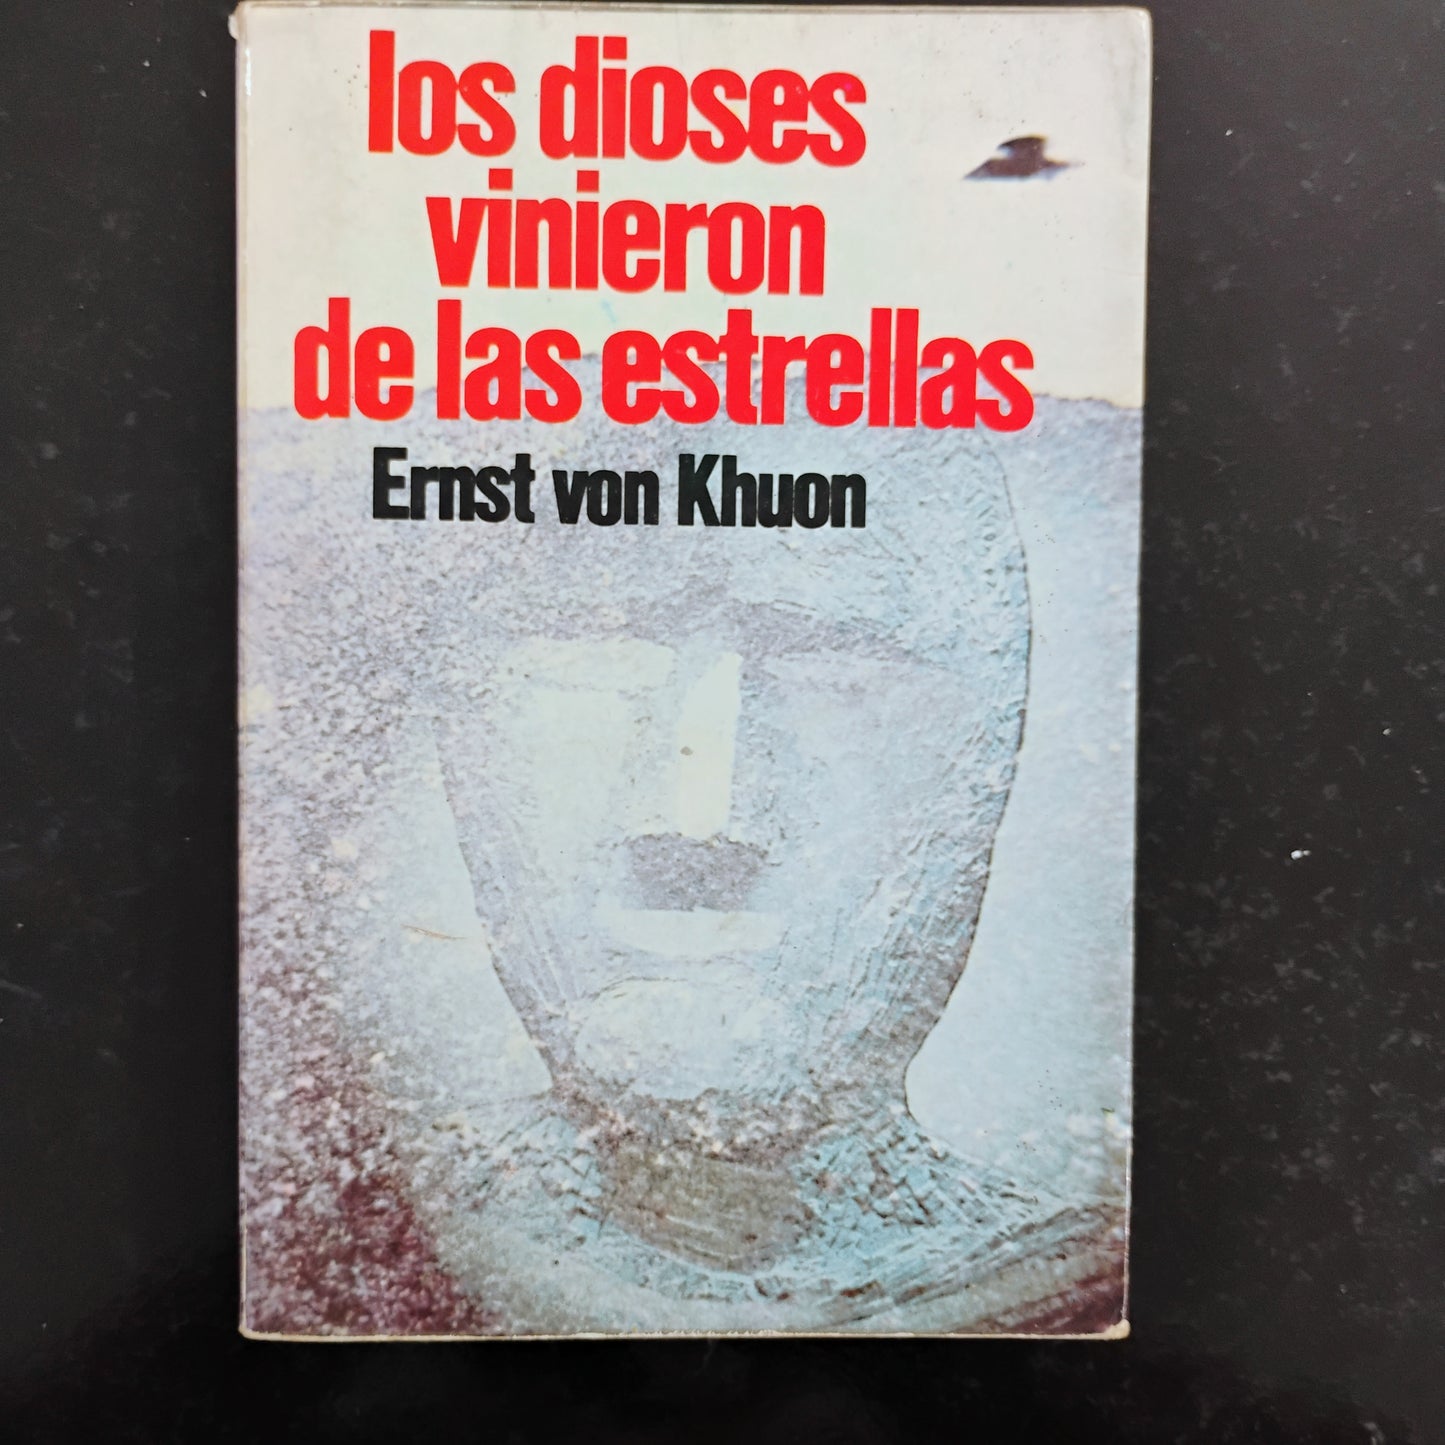 los dioses
vinieron
de las estrellas
Ernst von Khuon